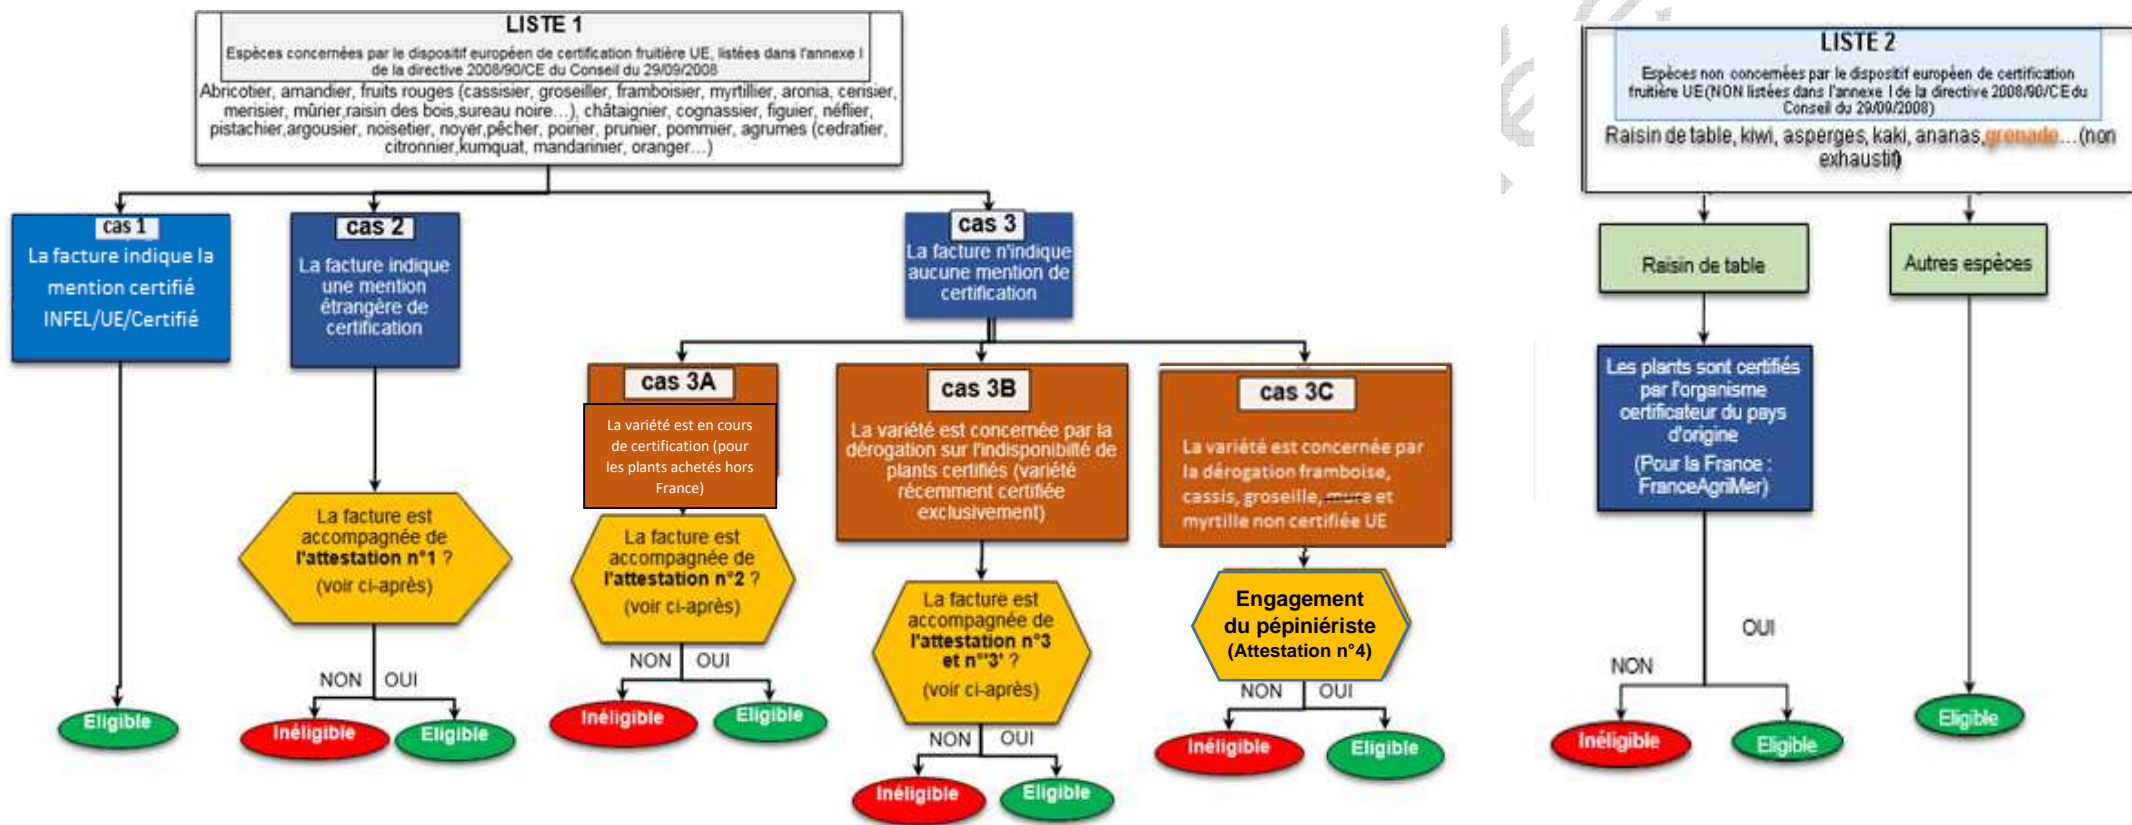 LISTE 1
Espèces concernées par le dispositif européen de certification fruitière UE, listées dans l'annexe I
de la directive 2008/90/CE du Conseil du 29/09/2008
Abricotier, amandier, fruits rouges (cassisier, groseiller, framboisier, myrtillier, aronia, cerisier,
merisier, mûrier,raisin des bois,sureau noire...), châtaignier, cognassier, figuier, néflier,
pistachier,argousier, noisetier, noyer,pêcher, poirier, prunier, pommier, agrumes (cedratier,
citronnier,kumquat, mandarinier, oranger...)
cas 1
La facture indique la
mention certifié
INFEL/UE/Certifié
Eligible
cas 2
La facture indique
une mention
étrangère de
certification
La facture est
accompagnée de
l'attestation n°1 ?
(voir ci-après)
NON OUI
Inéligible Eligible
cas 3
La facture n'indique
aucune mention de
certification
cas 3A
La variété est en cours
de certification (pour
les plants achetés hors
France)
La facture est
accompagnée de
l'attestation n°2 ?
(voir ci-après)
NON OUI
Inéligible Eligible
cas 3B
La variété est concernée par la
dérogation sur l'indisponibilté de
plants certifiés (variété
récemment certifiée
exclusivement)
La facture est
accompagnée de
l'attestation n°3
et n°'3' ?
(voir ci-après)
NON OUI
Inéligible Eligible
cas 3C
La variété est concernée par
la dérogation framboise,
cassis, groseille, mure et
myrtille non certifiée UE
Engagement
du pépiniériste
(Attestation n°4)
NON OUI
Inéligible Eligible
LISTE 2
Espèces non concernées par le dispositif européen de certification
fruitière UE(NON listées dans l'annexe I de la directive 2008/90/CE du
Conseil du 29/09/2008)
Raisin de table, kiwi, asperges, kaki, ananas,grenade...(non
exhaustif)
Raisin de table
Les plants sont certifiés
par l'organisme
certificateur du pays
d'origine
(Pour la France :
FranceAgriMer)
NON OUI
Inéligible Eligible
Autres espèces
Eligible